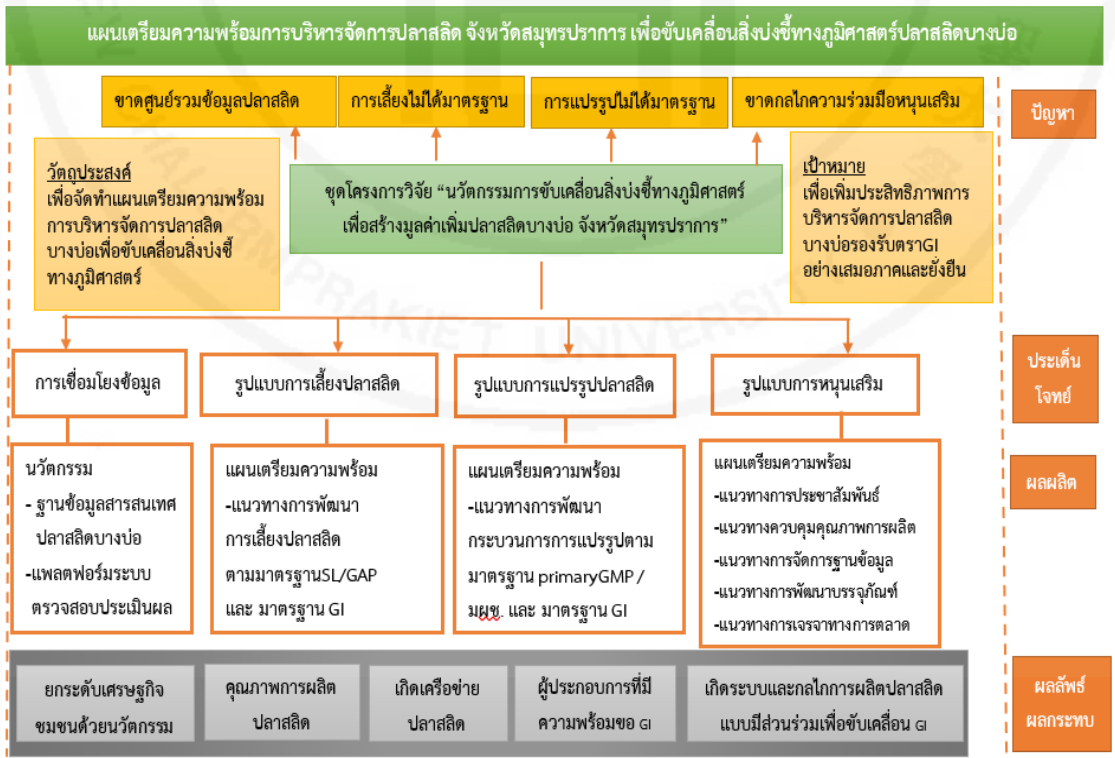 แผนเตรียมความพร้อมการบริหารจัดการปลาสลิด จังหวัดสมุทรปราการ เพื่อขับเคลื่อนสิ่งบ่งชี้ทางภูมิศาสตร์ปลาสลิดบางบ่อ
ขาดศูนย์รวมข้อมูลปลาสลิด
การเลี้ยงไม่ได้มาตรฐาน
การแปรรูปไม่ได้มาตรฐาน
ขาดกลไกความร่วมมือหนุนเสริม
ปัญหา
วัตถุประสงค์
เพื่อจัดทำแผนเตรียมความพร้อม
การบริหารจัดการปลาสลิด
บางบ่อเพื่อขับเคลื่อนสิ่งบ่งชี้
ทางภูมิศาสตร์
ชุดโครงการวิจัย “นวัตกรรมการขับเคลื่อนสิ่งบ่งชี้ทางภูมิศาสตร์
เพื่อสร้างมูลค่าเพิ่มปลาสลิดบางบ่อ จังหวัดสมุทรปราการ”
เป้าหมาย
เพื่อเพิ่มประสิทธิภาพการ
บริหารจัดการปลาสลิด
บางบ่อรองรับตราGI
อย่างเสมอภาคและยั่งยืน
การเชื่อมโยงข้อมูล
รูปแบบการเลี้ยงปลาสลิด
รูปแบบการแปรรูปปลาสลิด
รูปแบบการหนุนเสริม
ประเด็น
โจทย์
นวัตกรรม
- ฐานข้อมูลสารสนเทศ
ปลาสลิดบางบ่อ
-แพลตฟอร์มระบบ
ตรวจสอบประเมินผล
แผนเตรียมความพร้อม
-แนวทางการพัฒนา
การเลี้ยงปลาสลิด
ตามมาตรฐานSL/GAP
และ มาตรฐาน GI
แผนเตรียมความพร้อม
-แนวทางการพัฒนา
กระบวนการการแปรรูปตาม
มาตรฐาน primaryGMP /
มผช. และ มาตรฐาน GI
แผนเตรียมความพร้อม
-แนวทางการประชาสัมพันธ์
-แนวทางควบคุมคุณภาพการผลิต
-แนวทางการจัดการฐานข้อมูล
-แนวทางการพัฒนาบรรจุภัณฑ์
-แนวทางการเจรจาทางการตลาด
ผลผลิต
ยกระดับเศรษฐกิจ
ชุมชนด้วยนวัตกรรม
คุณภาพการผลิต
ปลาสลิด
เกิดเครือข่าย
ปลาสลิด
ผู้ประกอบการที่มี
ความพร้อมขอ GI
เกิดระบบและกลไกการผลิตปลาสลิด
แบบมีส่วนร่วมเพื่อขับเคลื่อน GI
ผลลัพธ์
ผลกระทบ